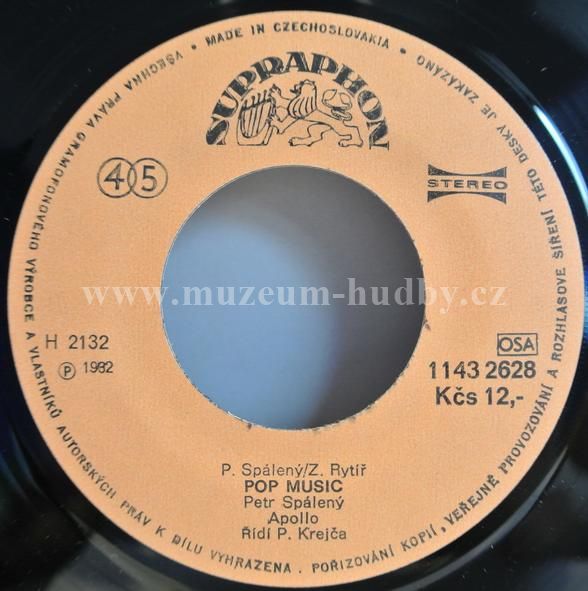 VŠECHNA PRÁVA GRAMOFONOVÉHO VÝROBCE A VLASTNÍKŮ AUTORSKÝCH PRÁV K DÍLU VYHRAZENA. POŘIZOVÁNÍ KOPIÍ, VEŘEJNÉ PROVOZOVÁNÍ A ROZHLASOVÉ ŠÍŘENÍ TÉTO DESKY JE ZAKÁZÁNO • MADE IN CZECHOSLOVAKIA •
SUPRAPHON
45
STEREO
www.muzeum-hudby.cz
H 2132
Ⓟ 1982
OSA
1143 2628
Kčs 12,-
P. Spálený/Z. Rytíř
POP MUSIC
Petr Spálený
Apollo
Řídí P. Krejča